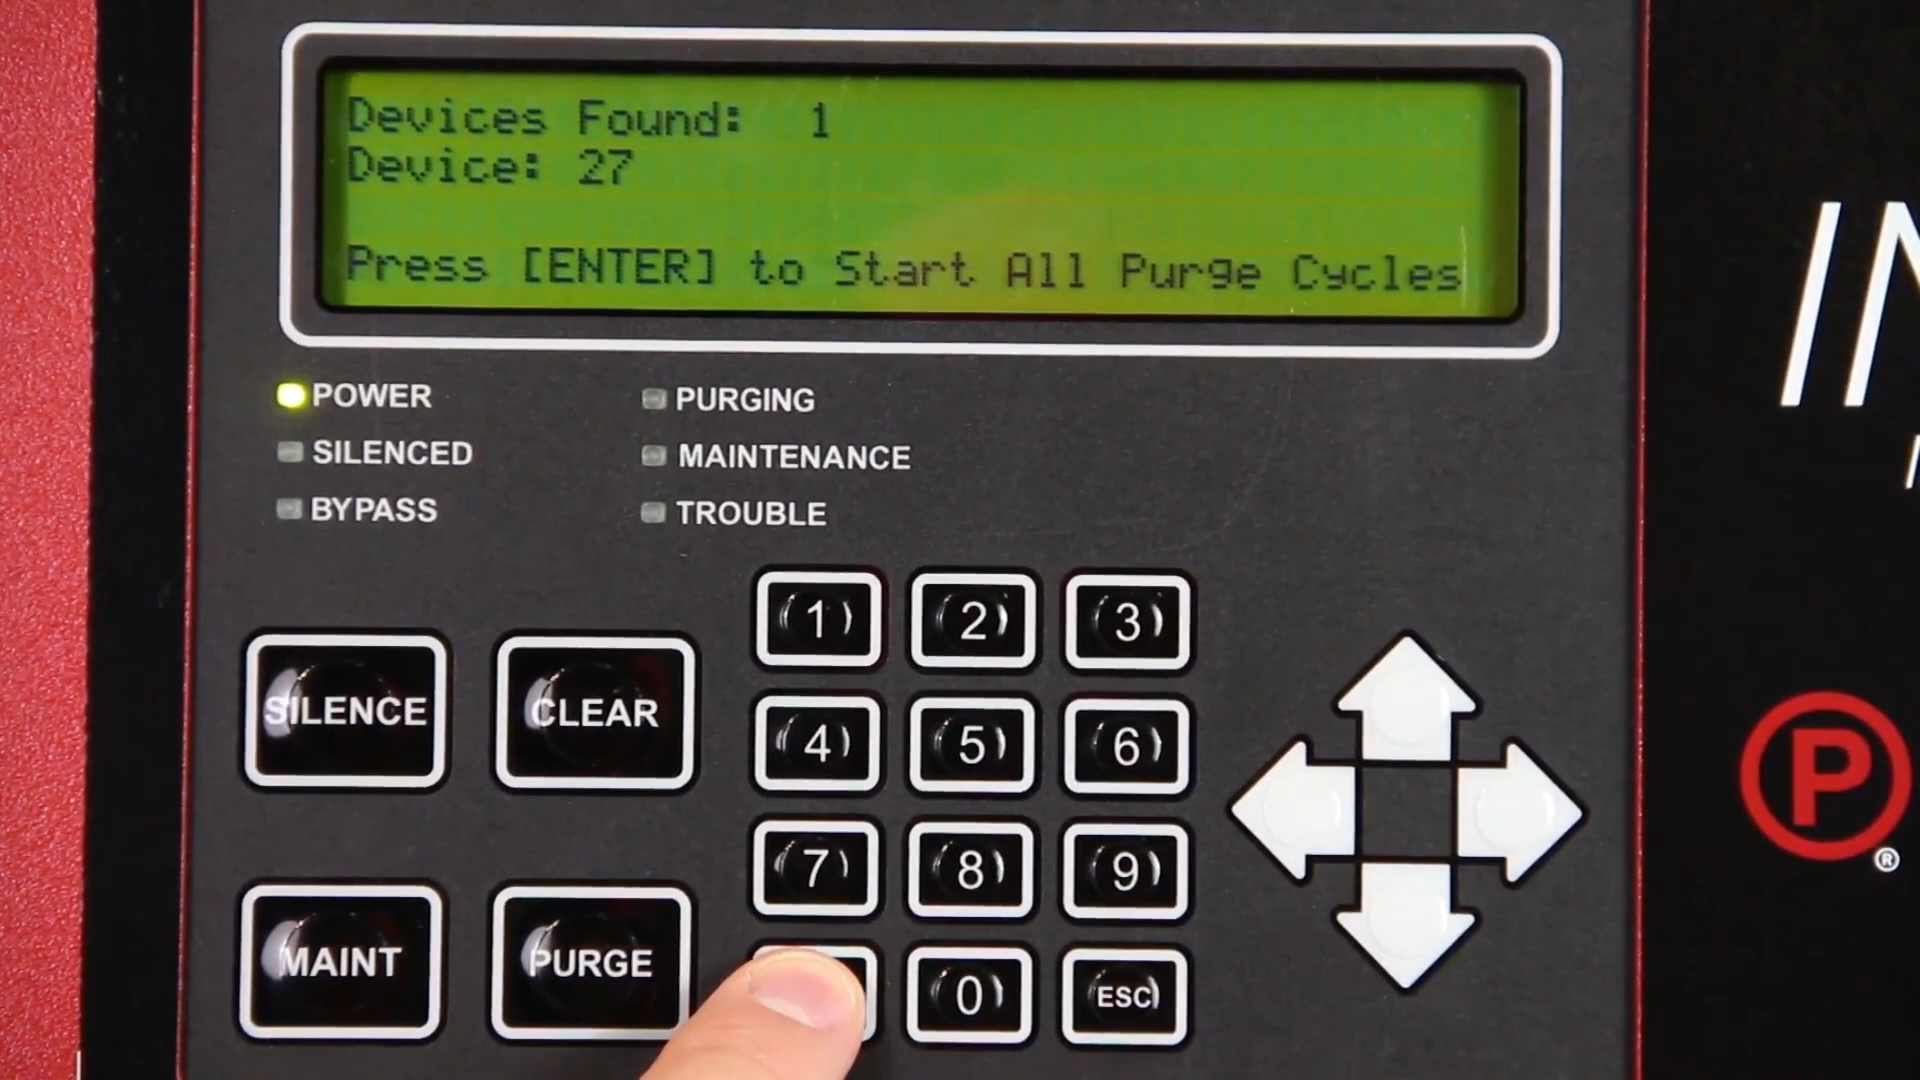 Devices Found: 1
Device: 27
Press [ENTER] to Start All Purge Cycles
POWER
PURGING
SILENCED
MAINTENANCE
BYPASS
TROUBLE
1 2 3
SILENCE CLEAR
4 5 6
7 8 9
MAINT PURGE
0 ESC
IN
P
®